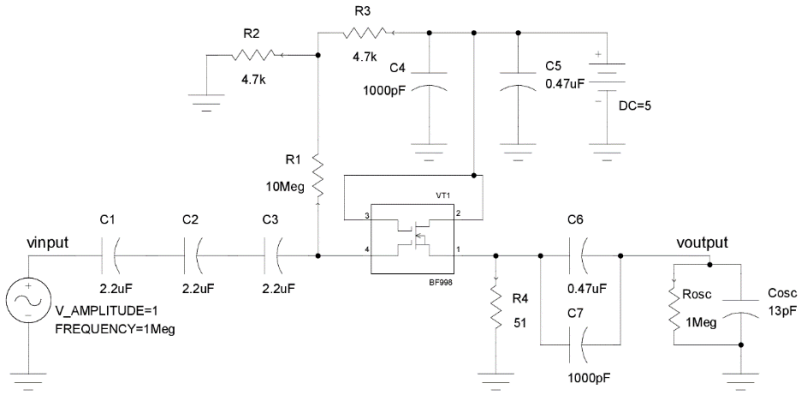 R3
R2
4.7k
4.7k
C4
1000pF
C5
0.47uF
DC=5
R1
10Meg
VT1
3
2
4
1
BF998
C1
C2
C3
C6
vinput
voutput
2.2uF
2.2uF
2.2uF
0.47uF
V_AMPLITUDE=1
FREQUENCY=1Meg
R4
51
C7
1000pF
Rosc
1Meg
Cosc
13pF